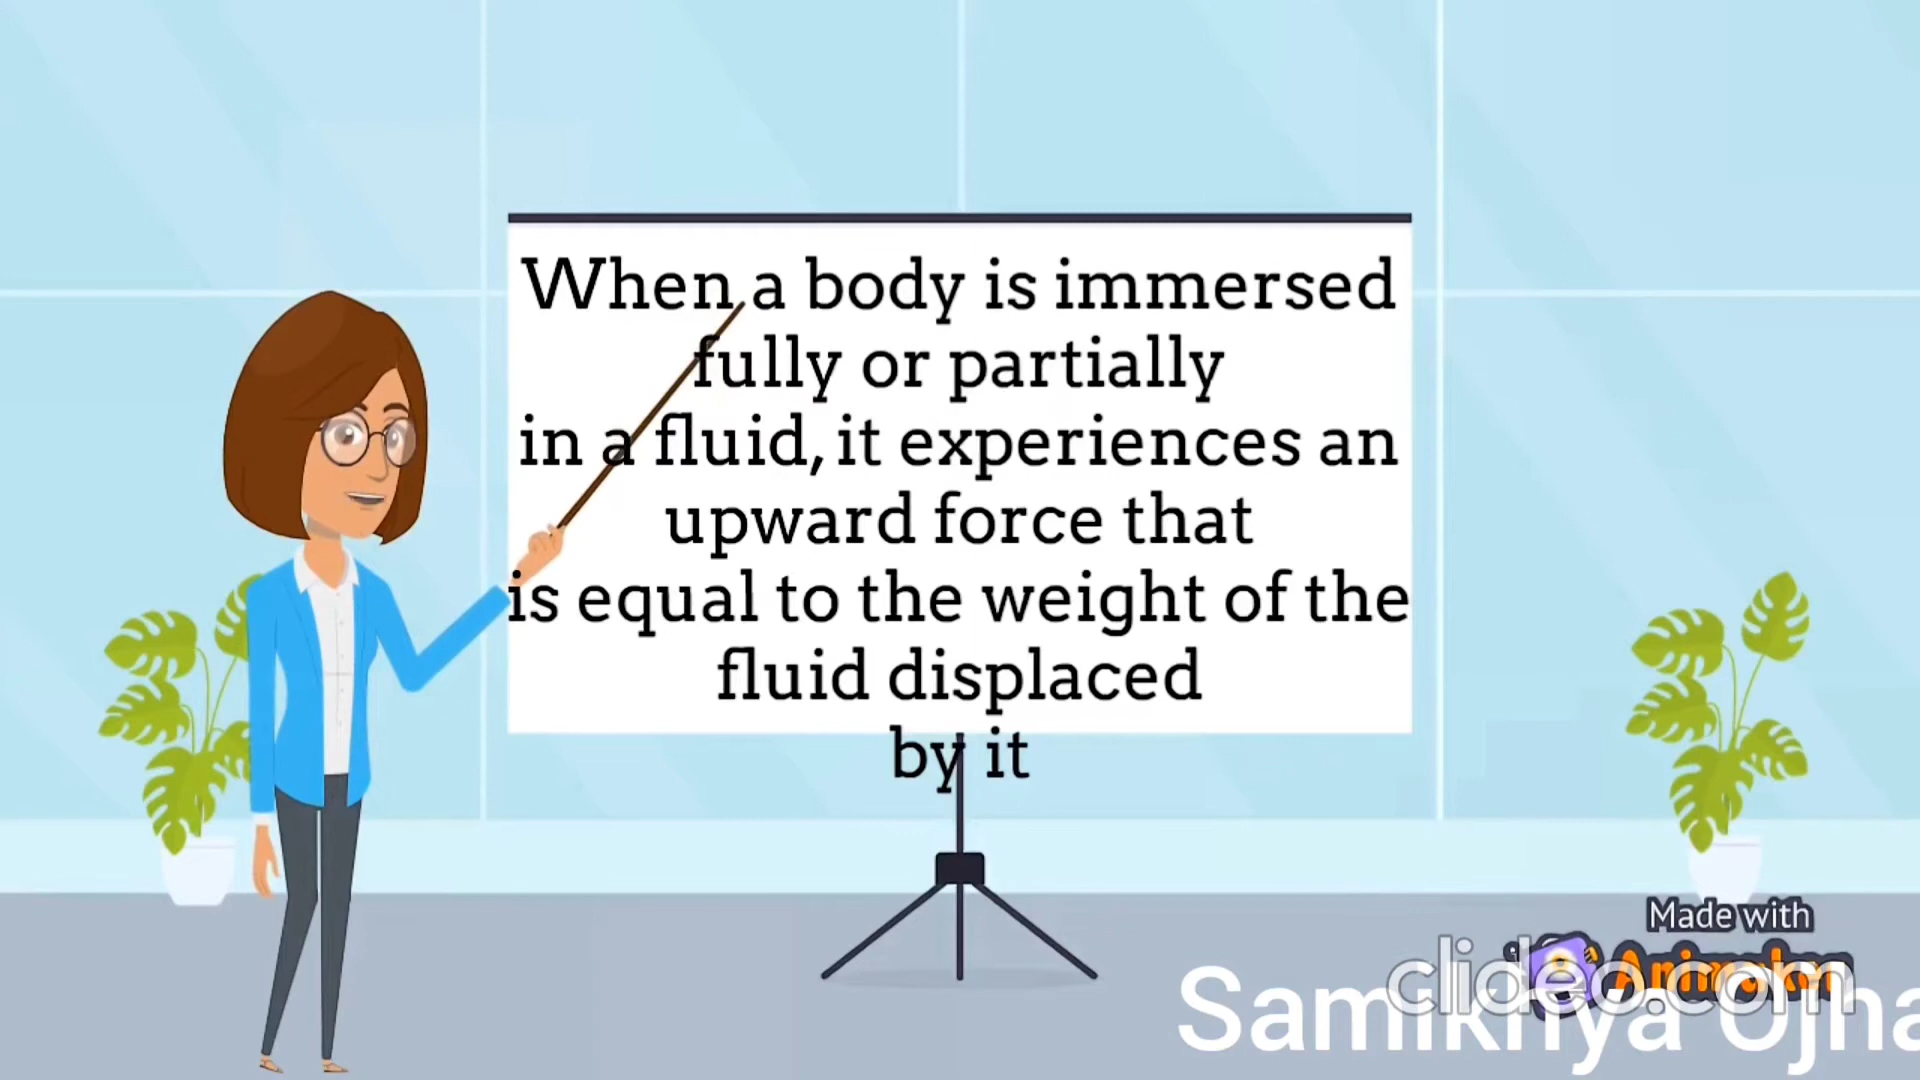 When a body is immersed
fully or partially
in a fluid, it experiences an
upward force that
is equal to the weight of the
fluid displaced
by it
Made with
Animaker
clideo.com
Samikhya Ojha